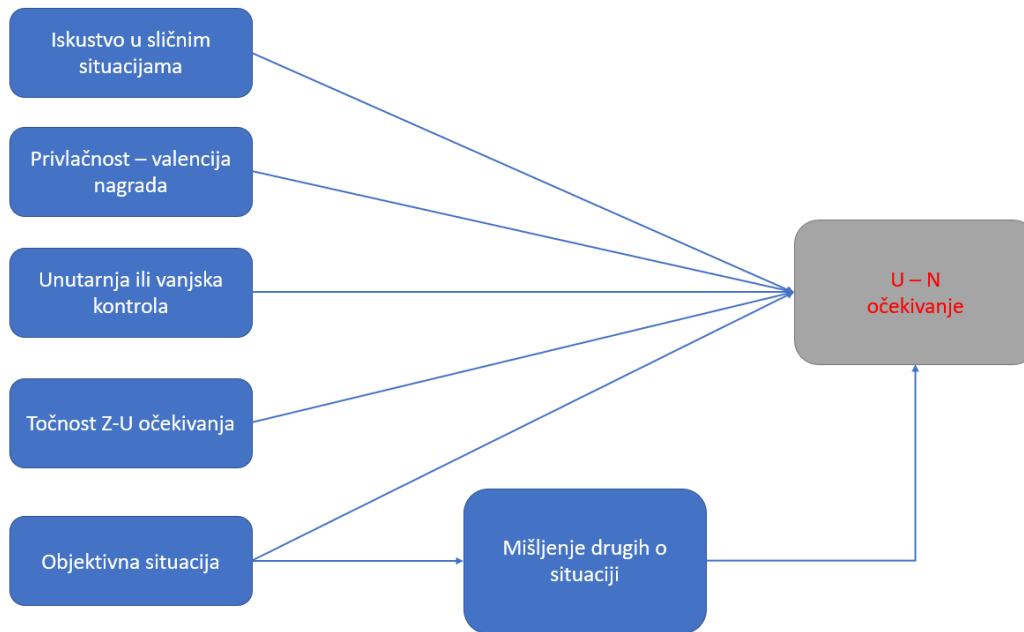 Iskustvo u sličnim
situacijama
Privlačnost – valencija
nagrada
Unutarnja ili vanjska
kontrola
U – N
očekivanje
Točnost Z-U očekivanja
Objektivna situacija
Mišljenje drugih o
situaciji